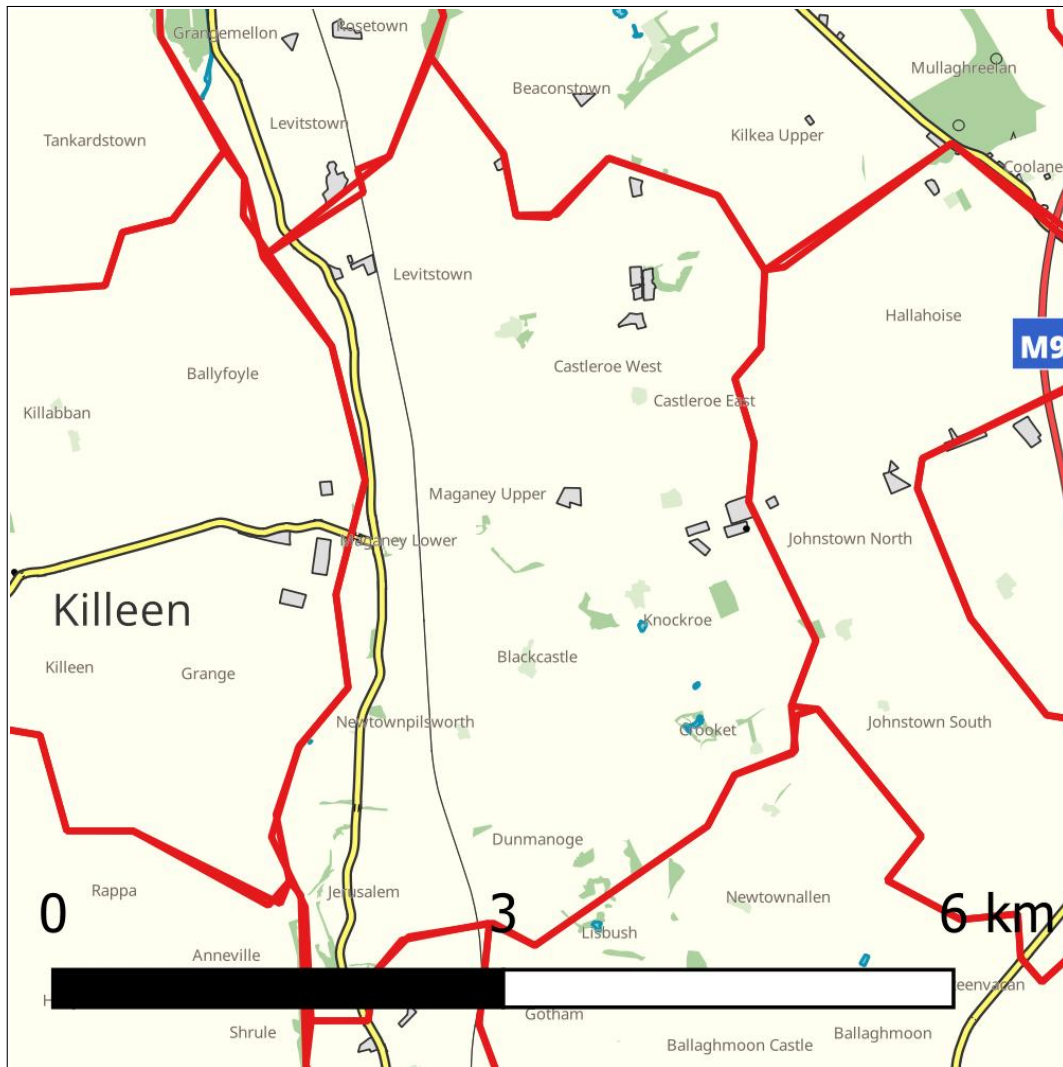 Grangemellon
Rosetown
Mullaghreelan
Beaconstown
Levitstown
Kilkea Upper
Tankardstown
Levitstown
Hallahoise
M9
Castleroe West
Ballyfoyle
Castleroe East
Killabban
Maganey Upper
Johnstown North
Maganey Lower
Killeen
Knockroe
Blackcastle
Killeen
Grange
Newtownpilsworth
Johnstown South
Crooket
Dunmanoge
Rappa
Jerusalem
Newtownallen
0
3
6 km
Lisbush
Anneville
Gotham
Shrule
Ballaghmoon
Ballaghmoon Castle